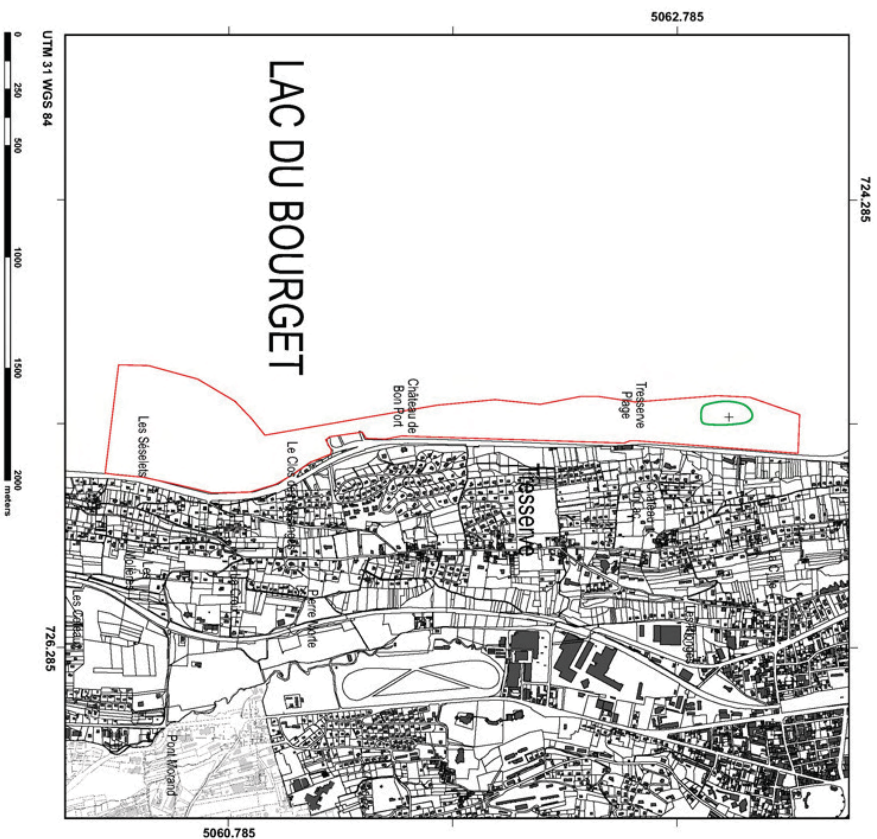 5062.785
724.285
UTM 31 WGS 84
0
250
500
1000
1500
2000
meters
LAC DU BOURGET
Tresserve
Plage
Château de
Bon Port
Les Séselets
Tresserve
726.285
Pont Morand
5060.785